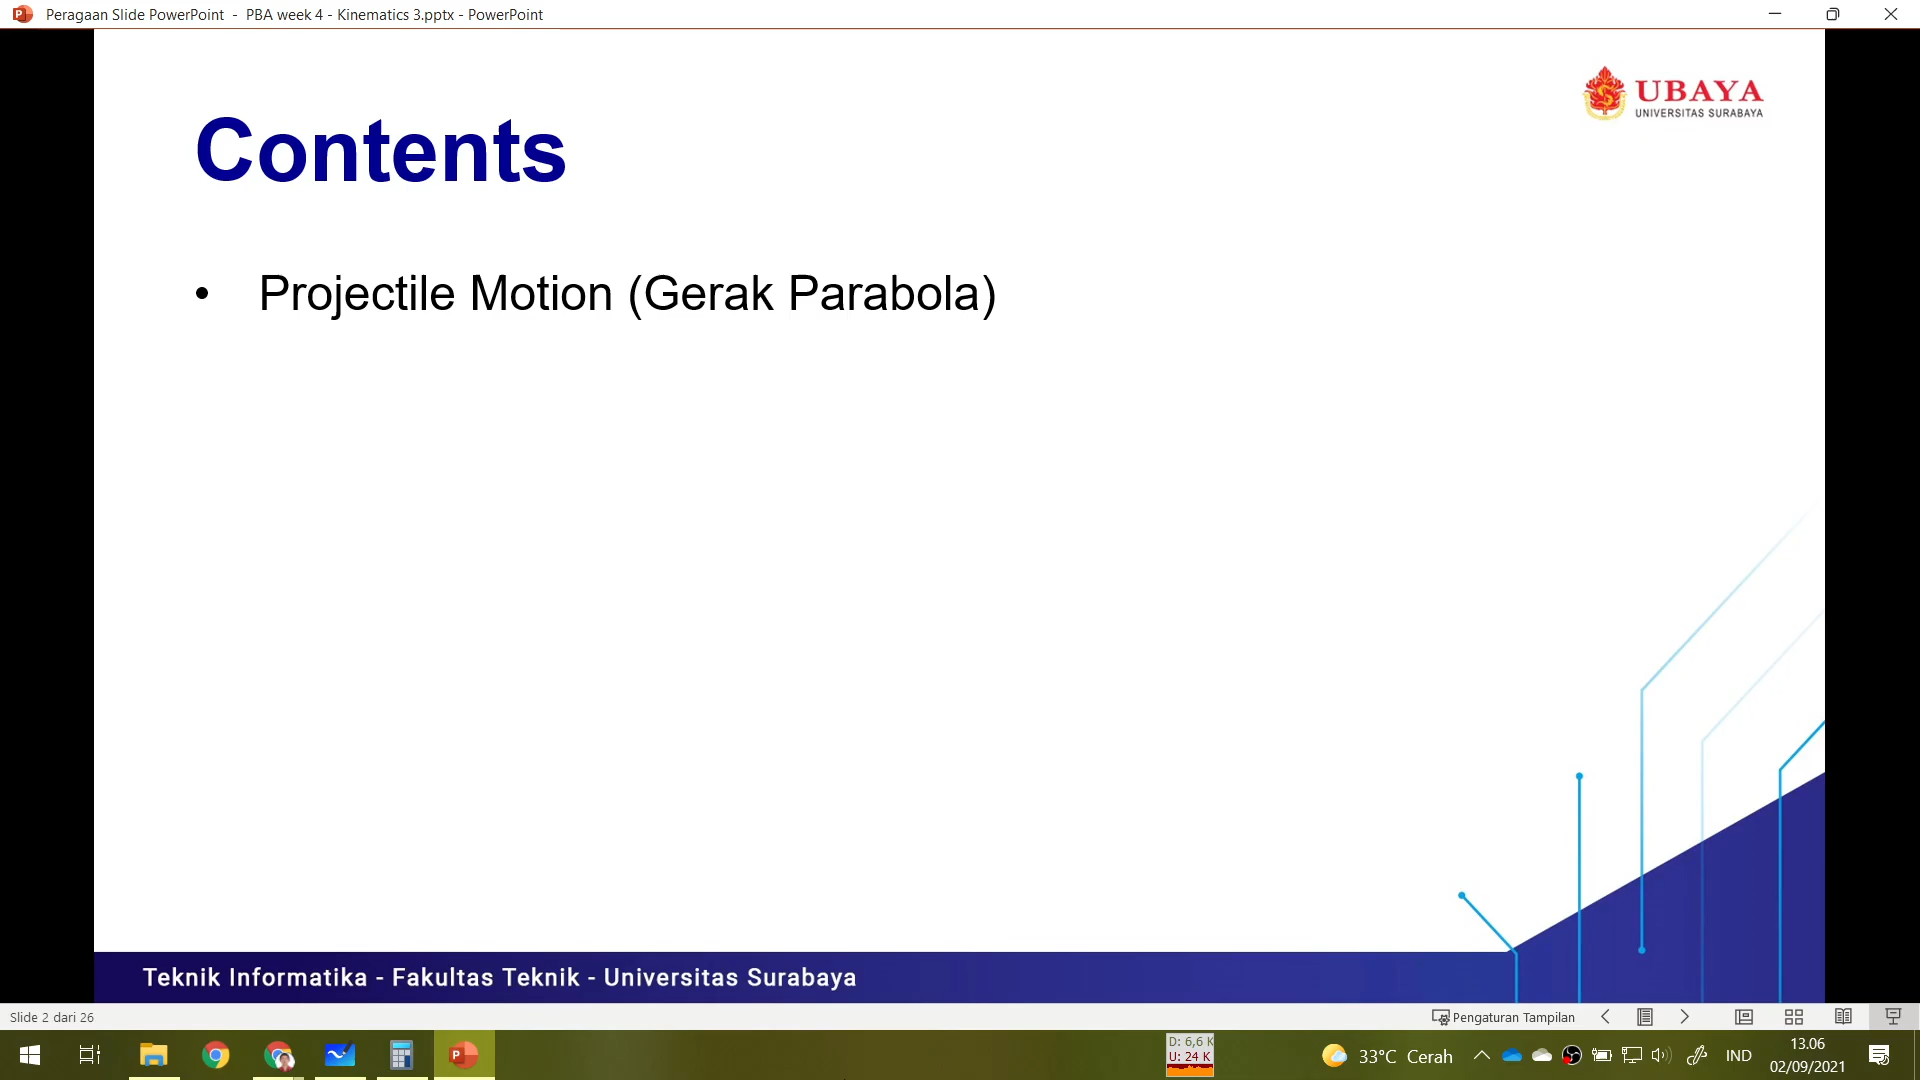 Peragaan Slide PowerPoint - PBA week 4 - Kinematics 3.pptx - PowerPoint
UBAYA
UNIVERSITAS SURABAYA
Contents
• Projectile Motion (Gerak Parabola)
Teknik Informatika - Fakultas Teknik - Universitas Surabaya
Slide 2 dari 26
Pengaturan Tampilan
D: 6,6 K
U: 24 K
33°C Cerah
IND
13.06
02/09/2021